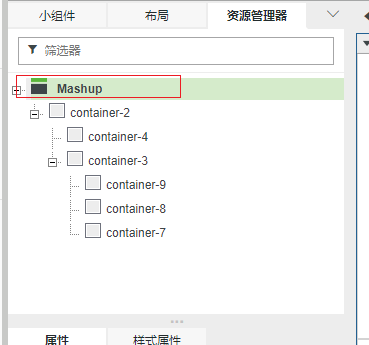 小组件 布局 资源管理器
筛选器
Mashup
container-2
container-4
container-3
container-9
container-8
container-7
属性 样式属性